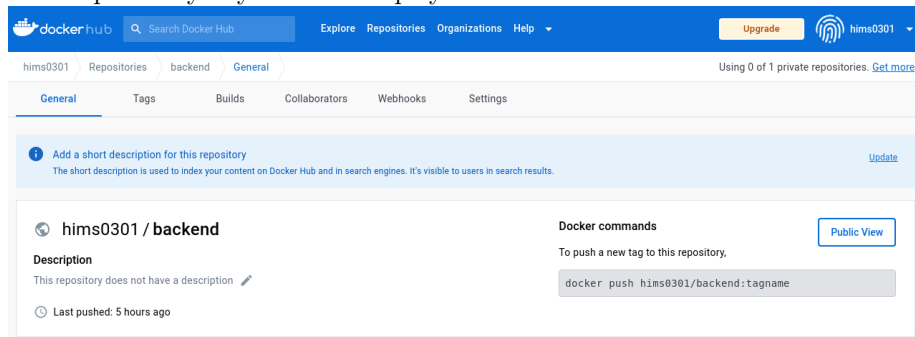 dockerhub Search Docker Hub Explore Repositories Organizations Help Upgrade hims0301
hims0301 Repositories backend General Using 0 of 1 private repositories. Get more
General Tags Builds Collaborators Webhooks Settings
Add a short description for this repository Update
The short description is used to index your content on Docker Hub and in search engines. It's visible to users in search results.
hims0301 / backend
Docker commands
Public View
To push a new tag to this repository,
Description
This repository does not have a description
docker push hims0301/backend:tagname
Last pushed: 5 hours ago